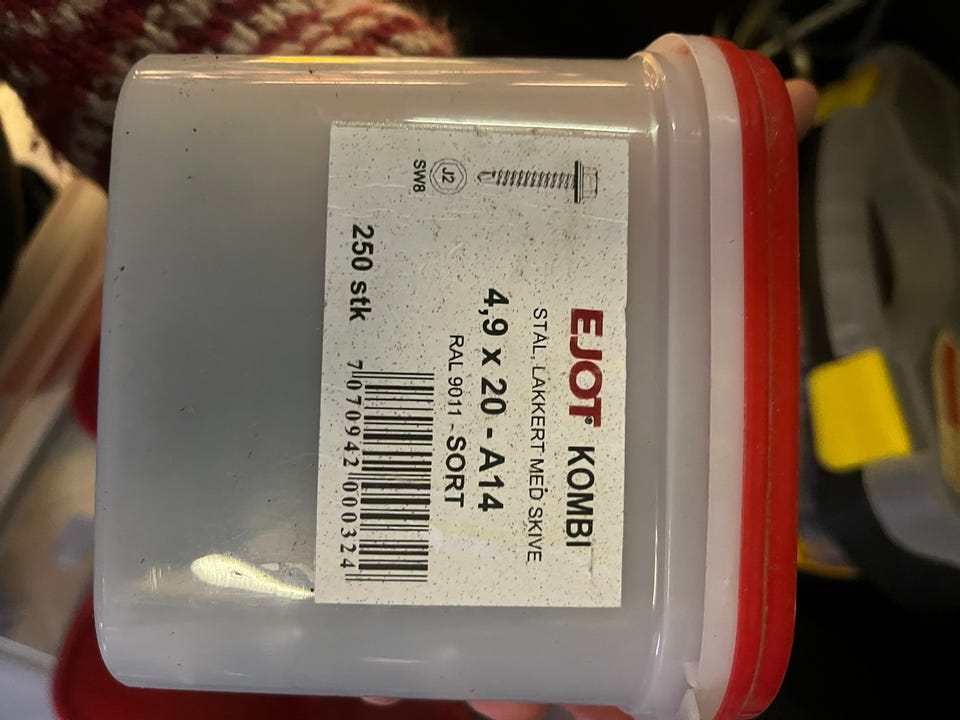 EJOT® KOMBI
STÅL, LAKKERT MED SKIVE
4,9 x 20 - A14
RAL 9011 - SORT
J2
SW8
250 stk
7 070942 000324